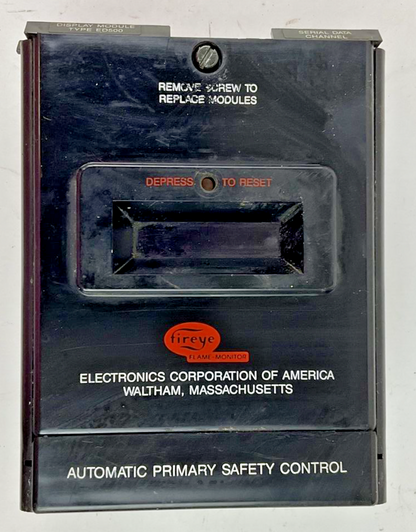 DISPLAY MODULE
TYPE ED500
SERIAL DATA
CHANNEL
REMOVE SCREW TO
REPLACE MODULES
DEPRESS TO RESET
fireye
FLAME-MONITOR
ELECTRONICS CORPORATION OF AMERICA
WALTHAM, MASSACHUSETTS
AUTOMATIC PRIMARY SAFETY CONTROL